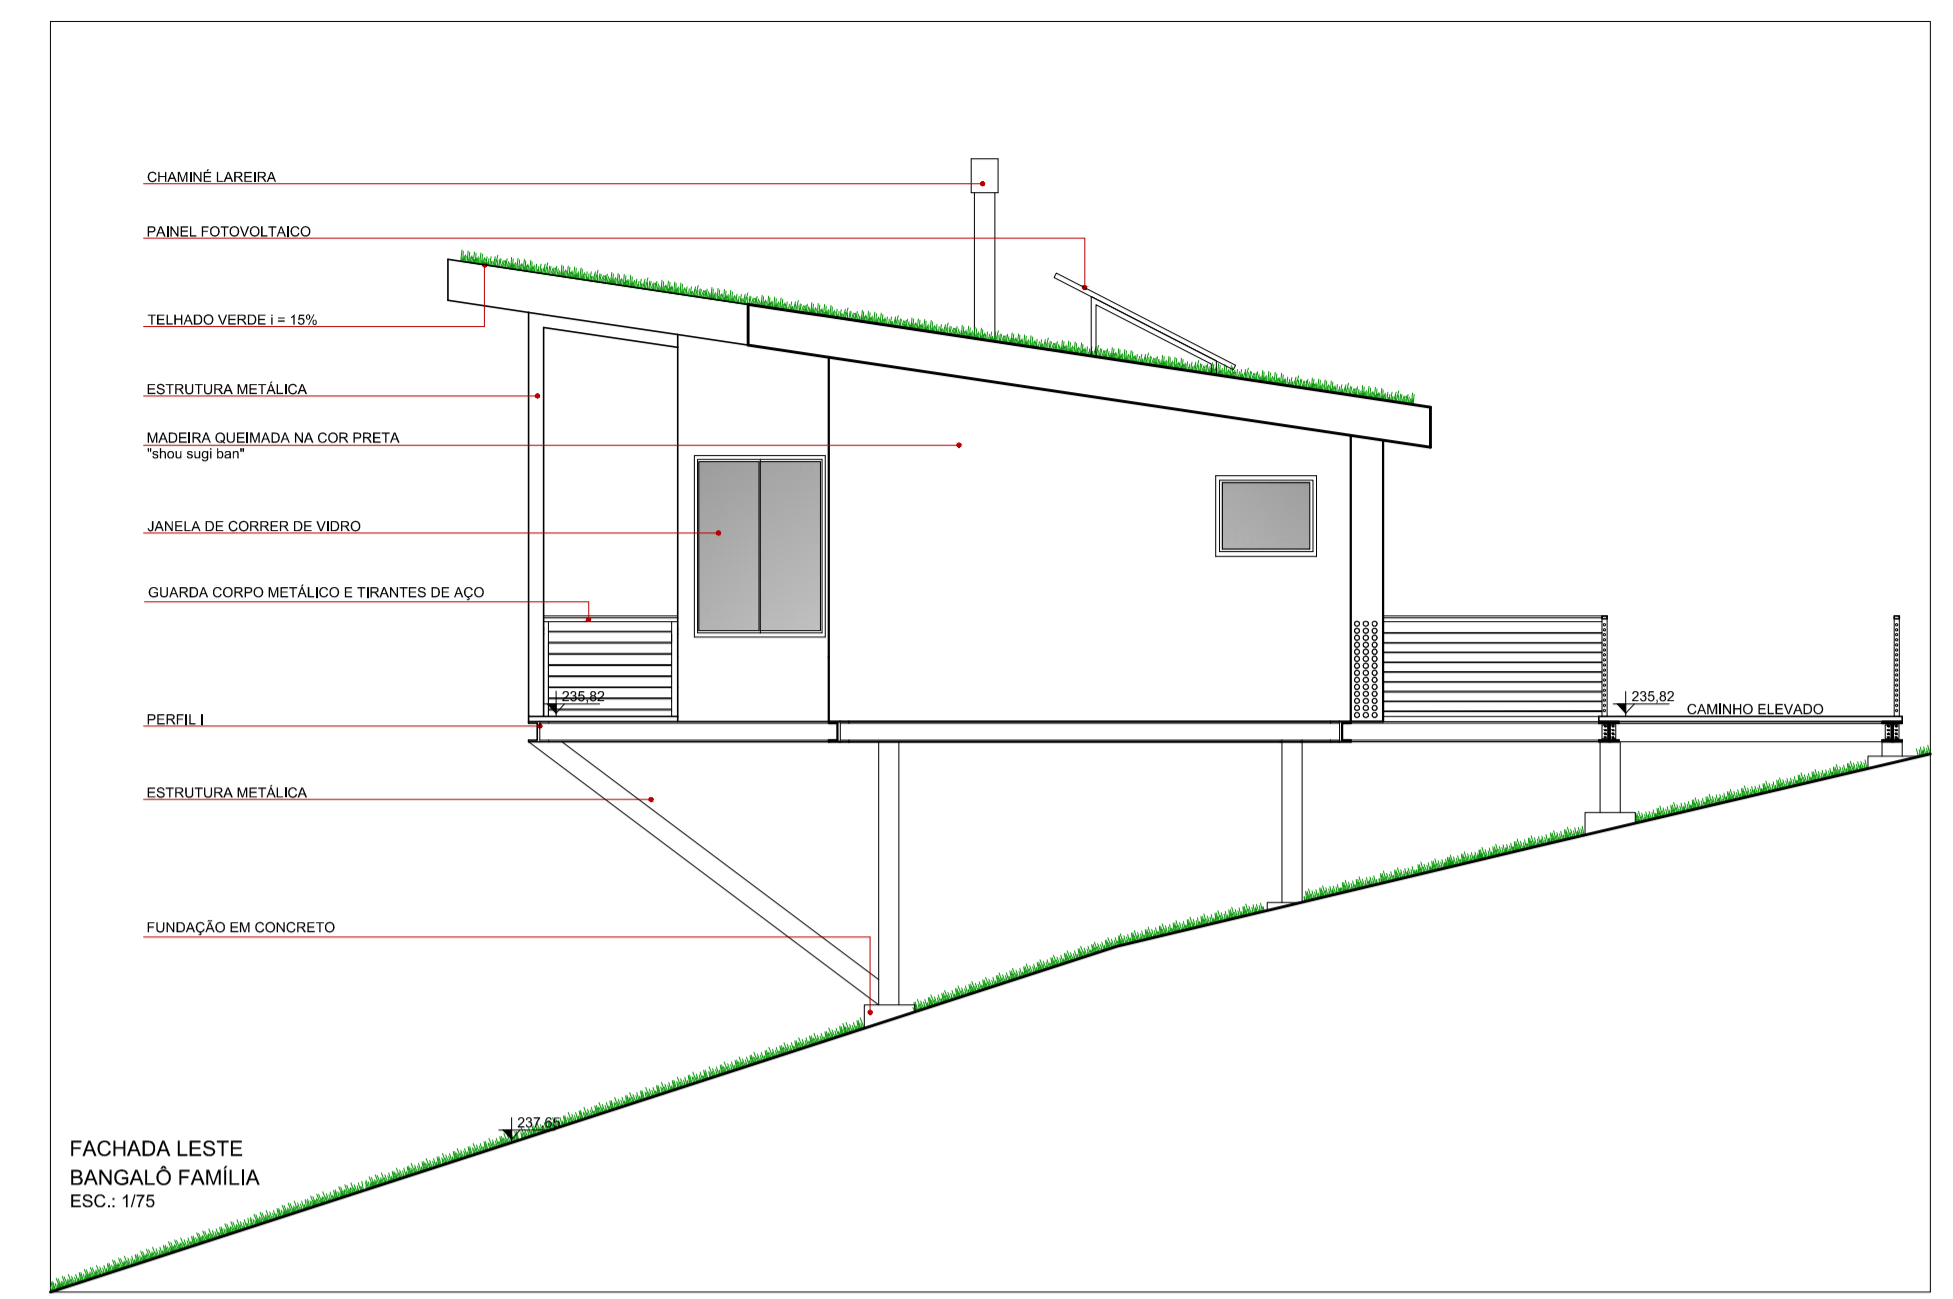 CHAMINÉ LAREIRA
PAINEL FOTOVOLTAICO
TELHADO VERDE i = 15%
ESTRUTURA METÁLICA
MADEIRA QUEIMADA NA COR PRETA
"shou sugi ban"
JANELA DE CORRER DE VIDRO
GUARDA CORPO METÁLICO E TIRANTES DE AÇO
235,82
235,82
CAMINHO ELEVADO
PERFIL I
ESTRUTURA METÁLICA
FUNDAÇÃO EM CONCRETO
237,65
FACHADA LESTE
BANGALÔ FAMÍLIA
ESC.: 1/75